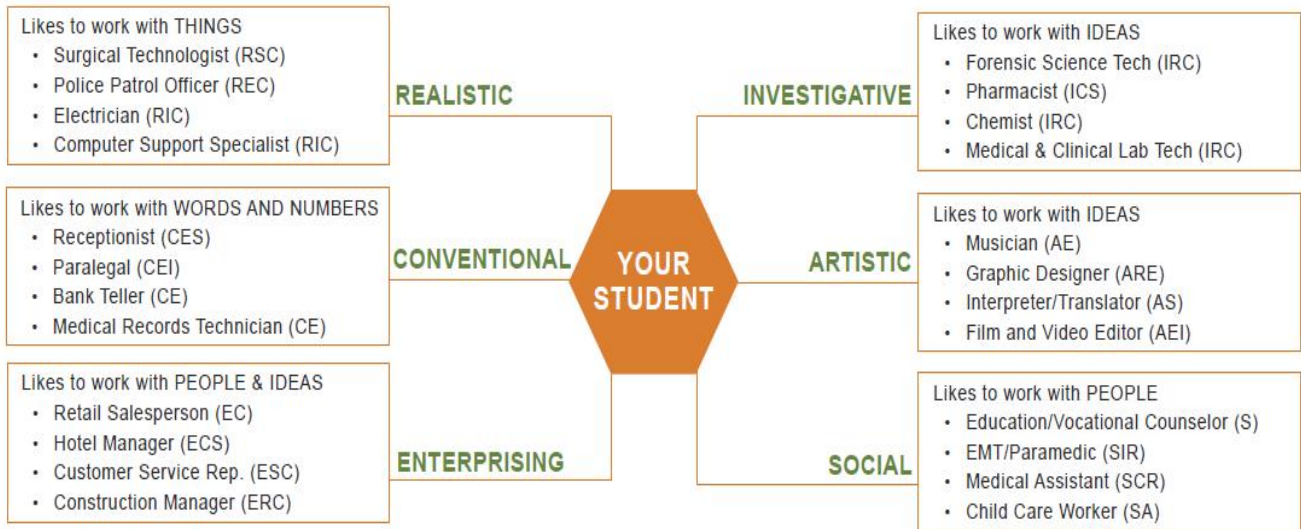 Likes to work with THINGS
• Surgical Technologist (RSC)
• Police Patrol Officer (REC)
• Electrician (RIC)
• Computer Support Specialist (RIC)
REALISTIC
Likes to work with WORDS AND NUMBERS
• Receptionist (CES)
• Paralegal (CEI)
• Bank Teller (CE)
• Medical Records Technician (CE)
CONVENTIONAL
Likes to work with PEOPLE & IDEAS
• Retail Salesperson (EC)
• Hotel Manager (ECS)
• Customer Service Rep. (ESC)
• Construction Manager (ERC)
ENTERPRISING
YOUR
STUDENT
INVESTIGATIVE
Likes to work with IDEAS
• Forensic Science Tech (IRC)
• Pharmacist (ICS)
• Chemist (IRC)
• Medical & Clinical Lab Tech (IRC)
ARTISTIC
Likes to work with IDEAS
• Musician (AE)
• Graphic Designer (ARE)
• Interpreter/Translator (AS)
• Film and Video Editor (AEI)
SOCIAL
Likes to work with PEOPLE
• Education/Vocational Counselor (S)
• EMT/Paramedic (SIR)
• Medical Assistant (SCR)
• Child Care Worker (SA)